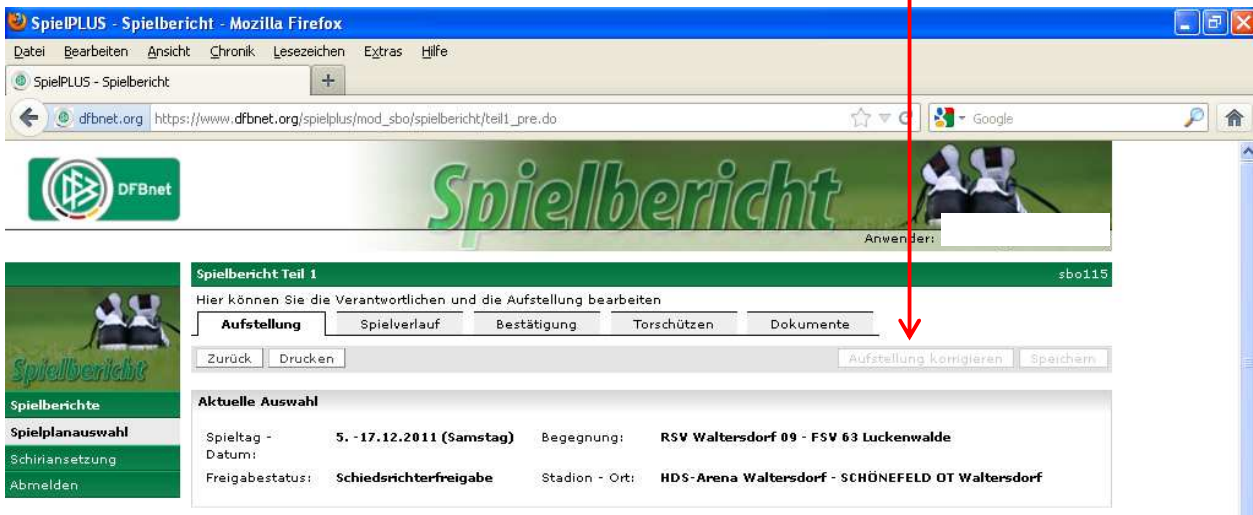 SpielPLUS - Spielbericht - Mozilla Firefox
Datei Bearbeiten Ansicht Chronik Lesezeichen Extras Hilfe
SpielPLUS - Spielbericht +
dfbnet.org https://www.dfbnet.org/spielplus/mod_sbo/spielbericht/teil1_pre.do Google
DFBnet
Spielbericht
Anwender:
Spielbericht Teil 1 sbo115
Hier können Sie die Verantwortlichen und die Aufstellung bearbeiten
Aufstellung Spielverlauf Bestätigung Torschützen Dokumente
Zurück Drucken Aufstellung korrigieren Speichern
Spielbericht
Spielberichte
Spielplanauswahl
Schiriansetzung
Abmelden
Aktuelle Auswahl
Spieltag - 5. -17.12.2011 (Samstag) Begegnung: RSV Waltersdorf 09 - FSV 63 Luckenwalde
Datum:
Freigabestatus: Schiedsrichterfreigabe Stadion - Ort: HDS-Arena Waltersdorf - SCHÖNEFELD OT Waltersdorf